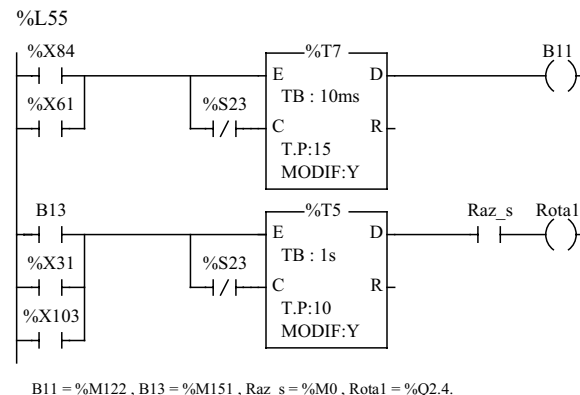 %L55
%X84 %T7 B11
E D
%X61 TB : 10ms
%S23
C R
T.P:15
MODIF:Y
B13 %T5 Raz_s Rota1
E D
%X31 TB : 1s
%S23
C R
%X103 T.P:10
MODIF:Y
B11 = %M122 , B13 = %M151 , Raz_s = %M0 , Rota1 = %Q2.4.